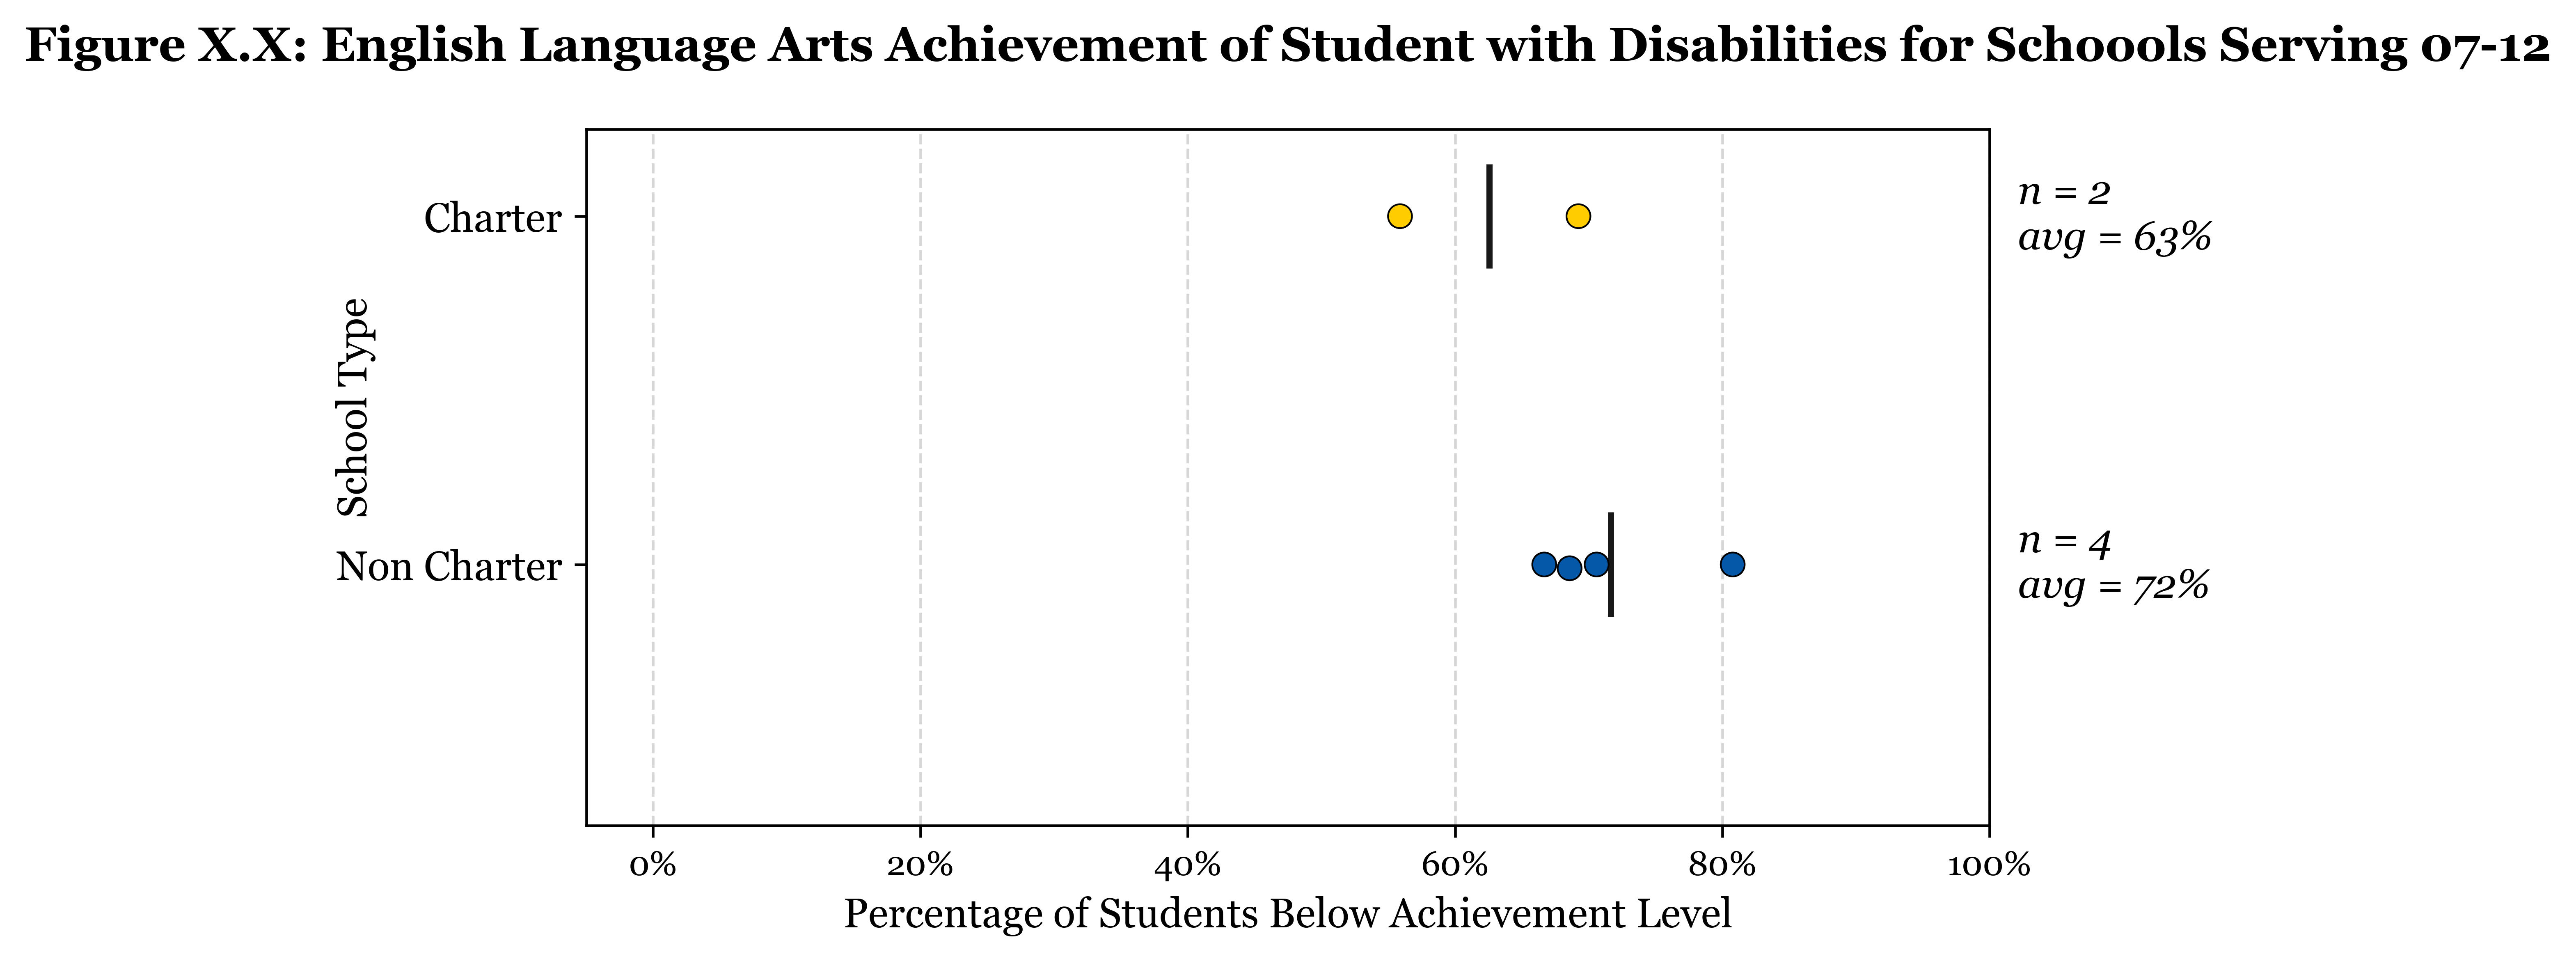 Figure X.X: English Language Arts Achievement of Student with Disabilities for Schoools Serving 07-12
Charter
n = 2
avg = 63%
School Type
Non Charter
n = 4
avg = 72%
0% 20% 40% 60% 80% 100%
Percentage of Students Below Achievement Level